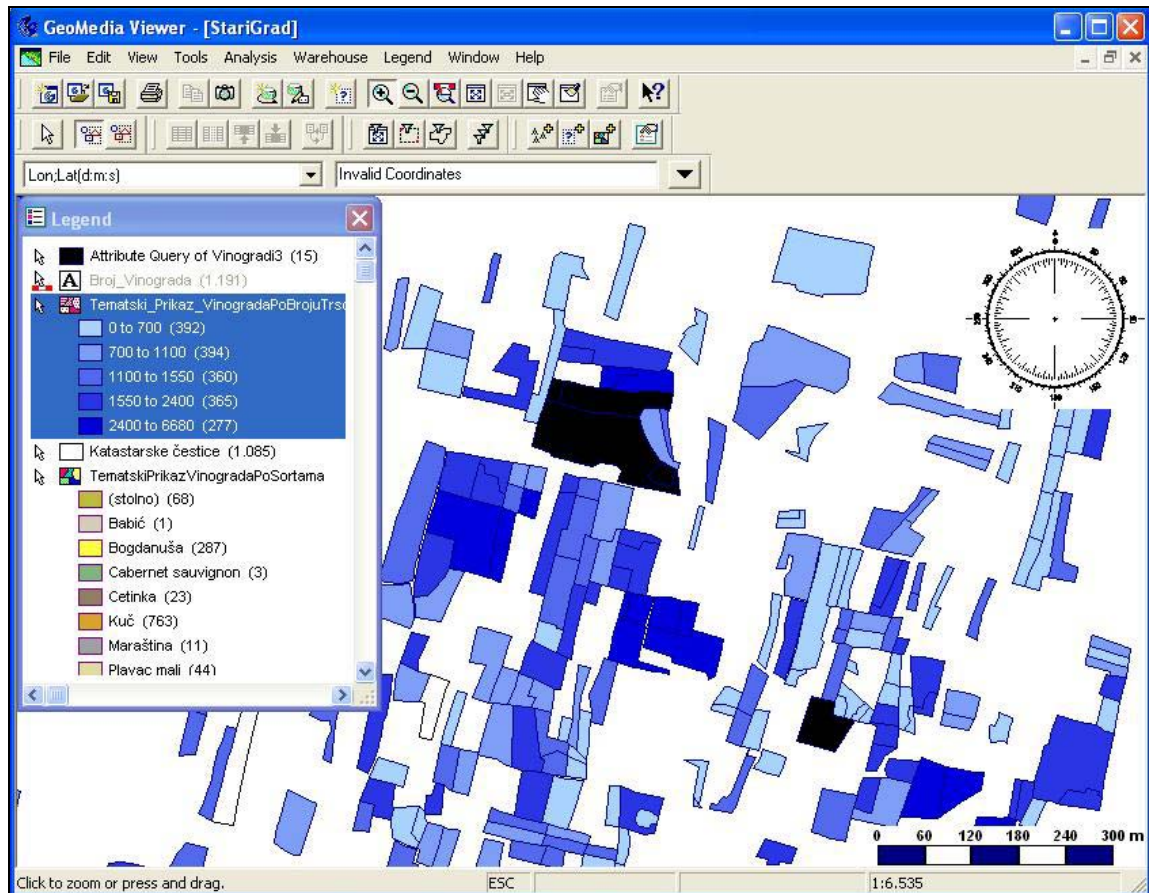 GeoMedia Viewer - [StariGrad]
File Edit View Tools Analysis Warehouse Legend Window Help
Lon;Lat(d:m:s) Invalid Coordinates
Legend
Attribute Query of Vinogradi3 (15)
A Broj_Vinograda (1.191)
Tematski_Prikaz_VinogradaPoBrojuTrso
0 to 700 (392)
700 to 1100 (394)
1100 to 1550 (360)
1550 to 2400 (365)
2400 to 6680 (277)
Katastarske čestice (1.085)
TematskiPrikazVinogradaPoSortama
(stolno) (68)
Babić (1)
Bogdanuša (287)
Cabernet sauvignon (3)
Cetinka (23)
Kuč (763)
Maraština (11)
Plavac mali (44)
0 60 120 180 240 300 m
Click to zoom or press and drag. ESC 1:6.535